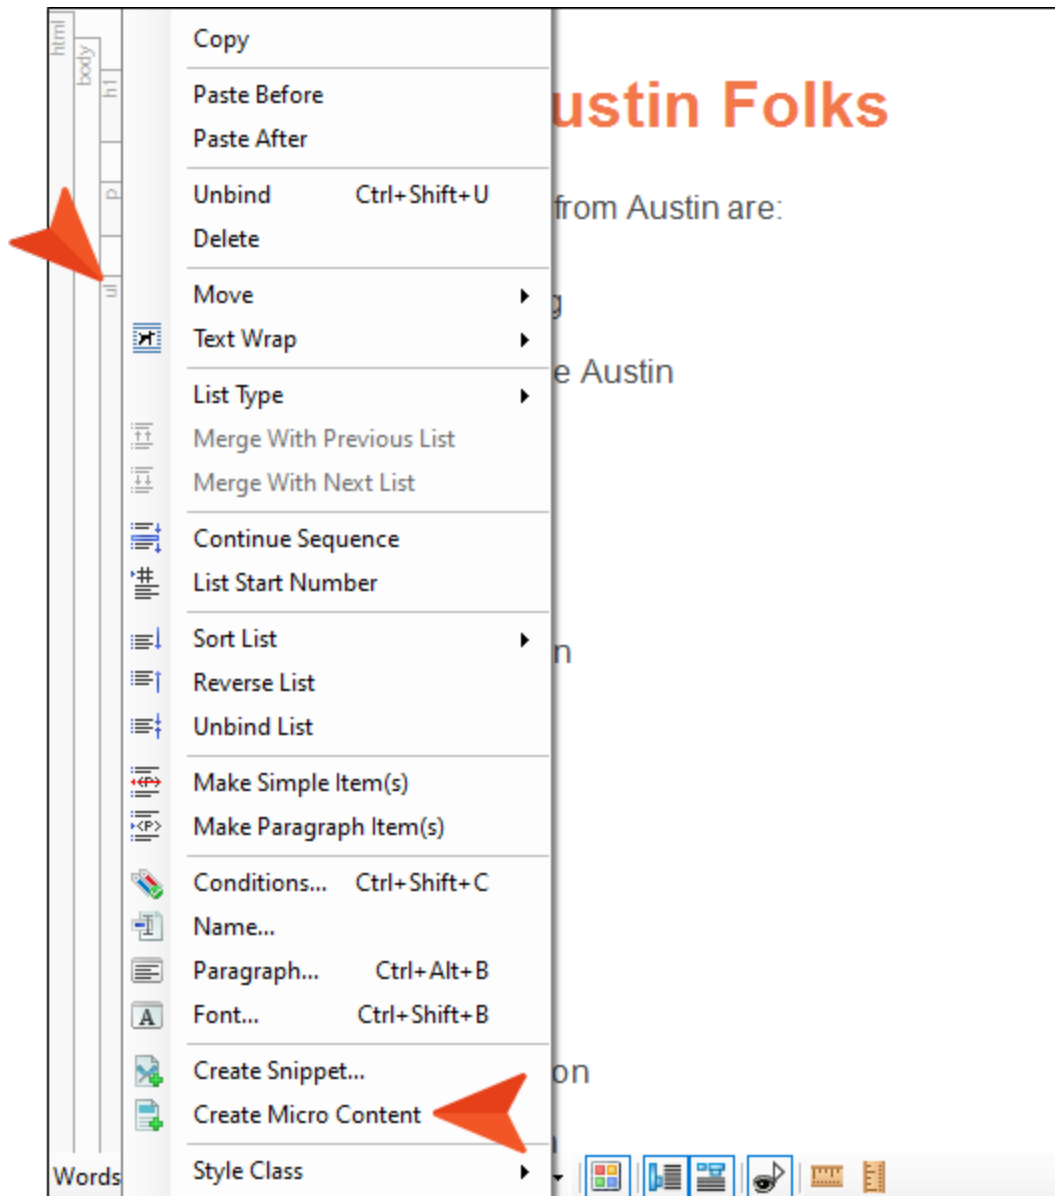 html
body
h1
p
ul
Copy
Paste Before
Paste After
Unbind Ctrl+Shift+U
Delete
Move
Text Wrap
List Type
Merge With Previous List
Merge With Next List
Continue Sequence
List Start Number
Sort List
Reverse List
Unbind List
Make Simple Item(s)
Make Paragraph Item(s)
Conditions... Ctrl+Shift+C
Name...
Paragraph... Ctrl+Alt+B
Font... Ctrl+Shift+B
Create Snippet...
Create Micro Content
Style Class
ustin Folks
from Austin are:
g
e Austin
n
on
Words